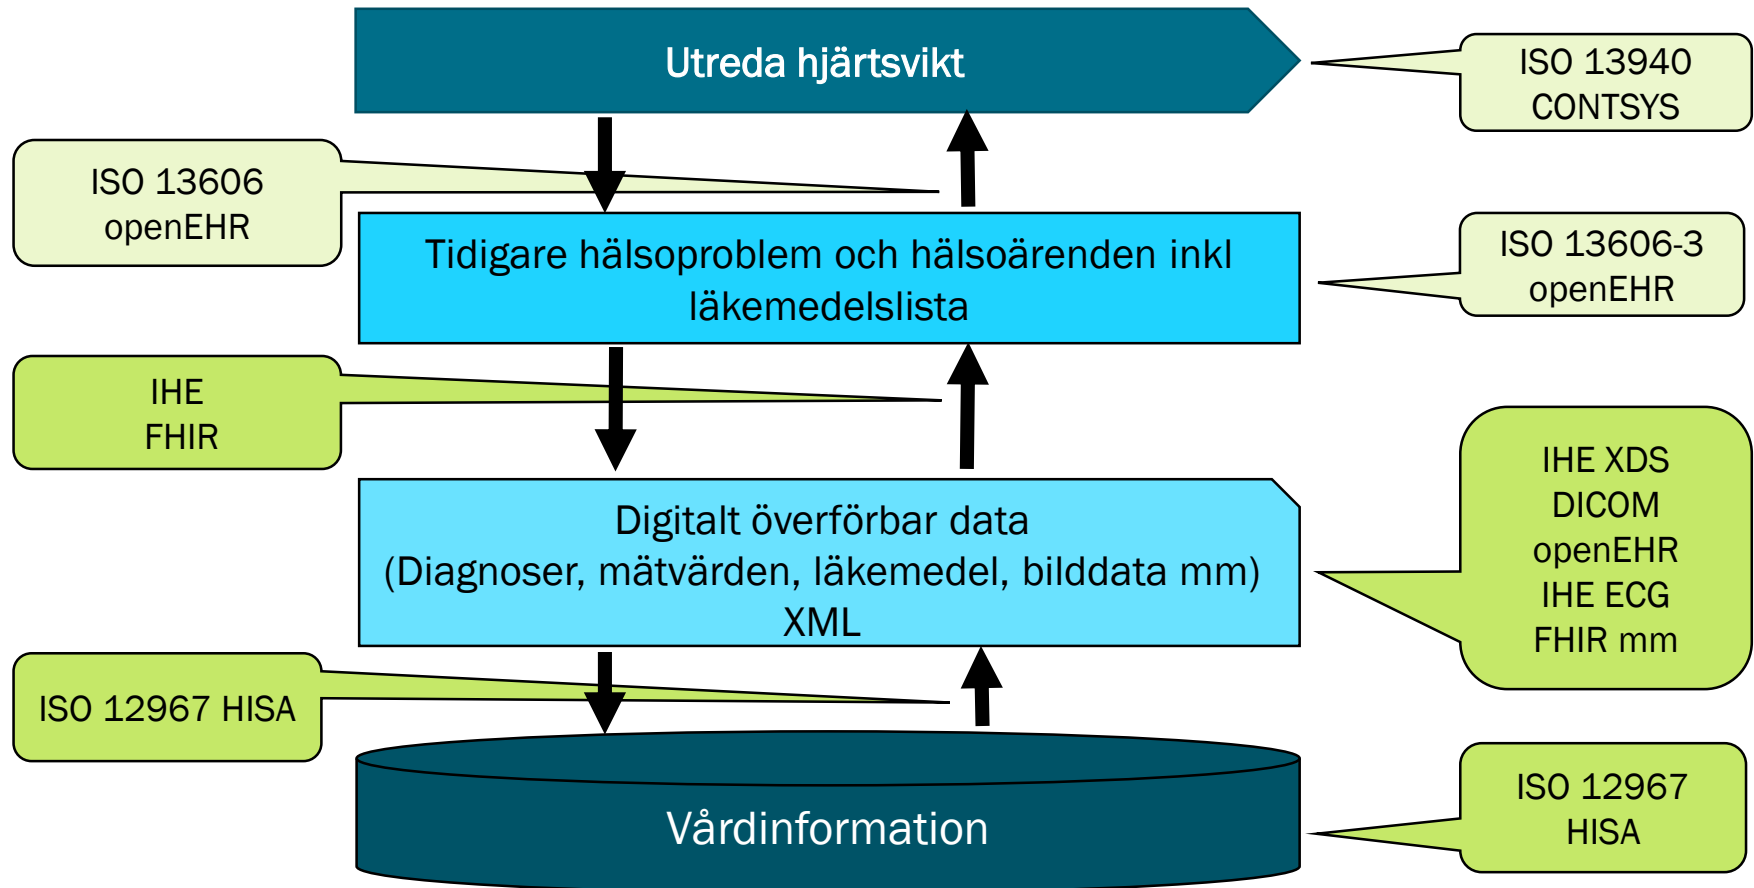 Utreda hjärtsvikt
ISO 13940
CONTSYS
ISO 13606
openEHR
Tidigare hälsoproblem och hälsoärenden inkl
läkemedelslista
ISO 13606-3
openEHR
IHE
FHIR
Digitalt överförbar data
(Diagnoser, mätvärden, läkemedel, bilddata mm)
XML
IHE XDS
DICOM
openEHR
IHE ECG
FHIR mm
ISO 12967 HISA
Vårdinformation
ISO 12967
HISA